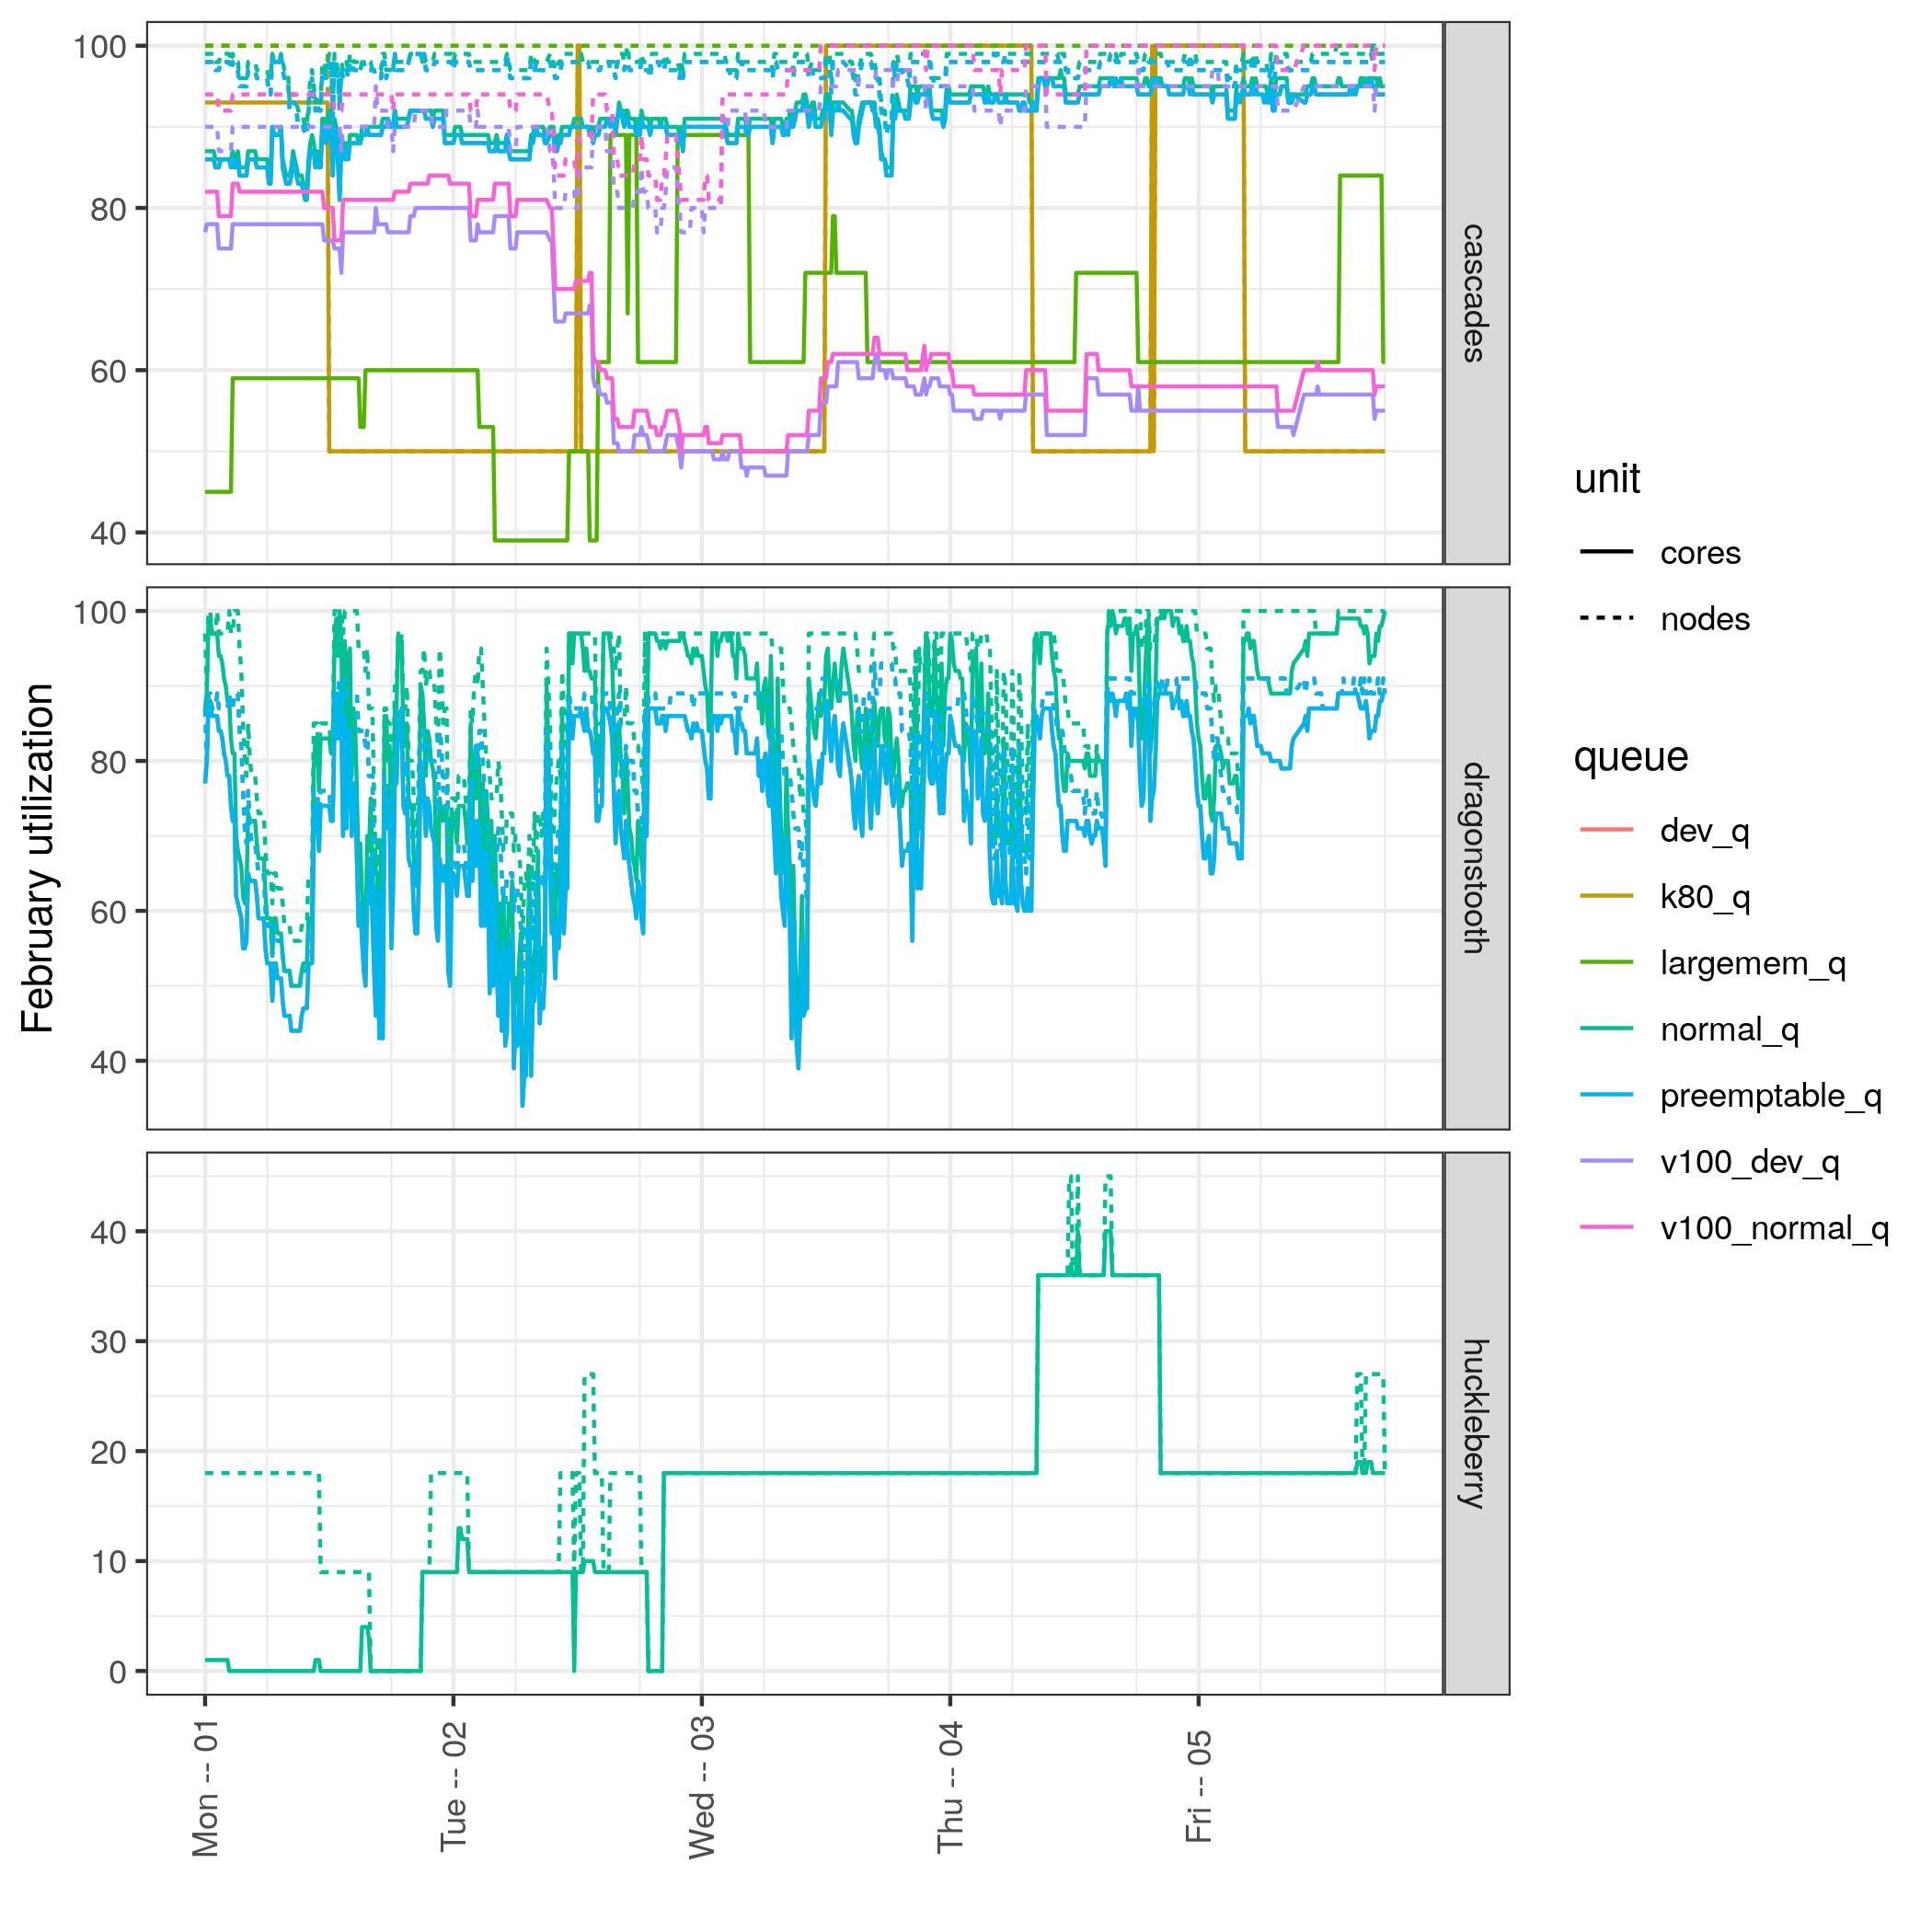 February utilization
100
80
60
40
cascades
100
80
60
40
dragonstooth
40
30
20
10
0
huckleberry
Mon -- 01
Tue -- 02
Wed -- 03
Thu -- 04
Fri -- 05
unit
cores
nodes
queue
dev_q
k80_q
largemem_q
normal_q
preemptable_q
v100_dev_q
v100_normal_q